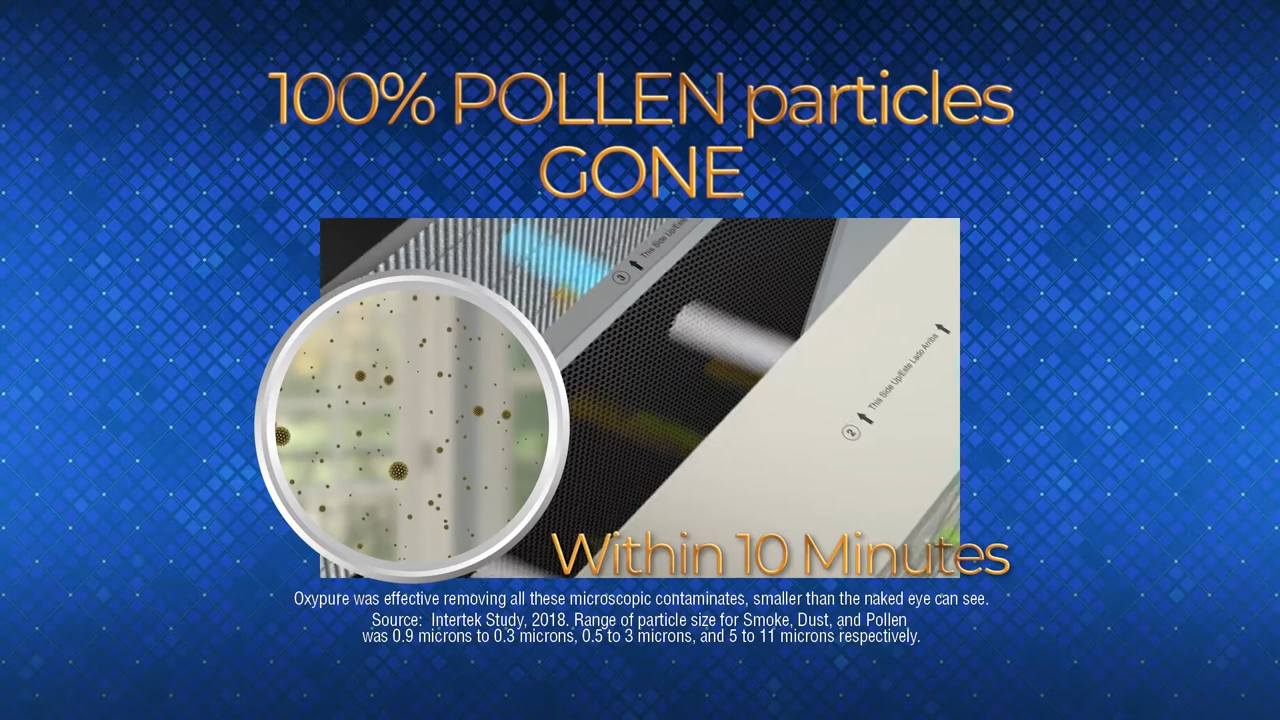 100% POLLEN particles
GONE
3 This Side Up/Este
2 This Side Up/Este Lado Arriba
Within 10 Minutes
Oxypure was effective removing all these microscopic contaminates, smaller than the naked eye can see.
Source: Intertek Study, 2018. Range of particle size for Smoke, Dust, and Pollen
was 0.9 microns to 0.3 microns, 0.5 to 3 microns, and 5 to 11 microns respectively.